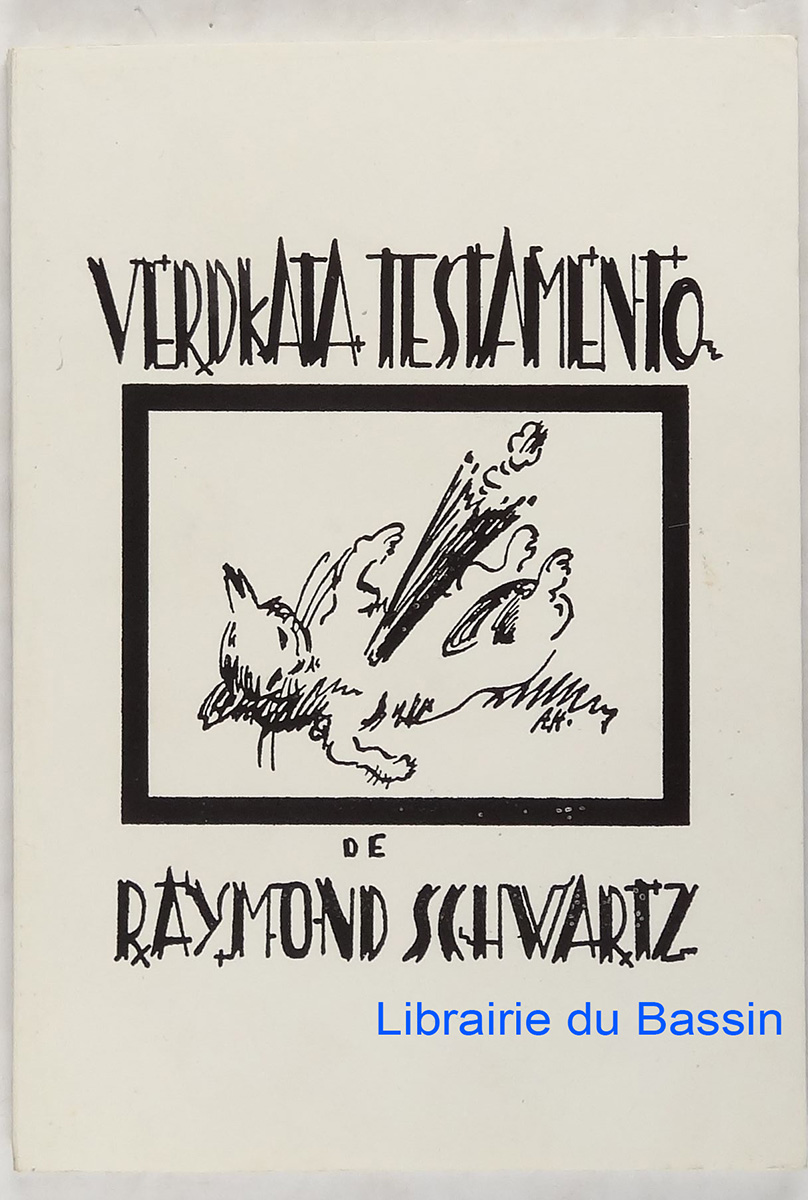 VERDKATA TESTAMENTO
R.H.
DE
RAYMOND SCHWARTZ
Librairie du Bassin